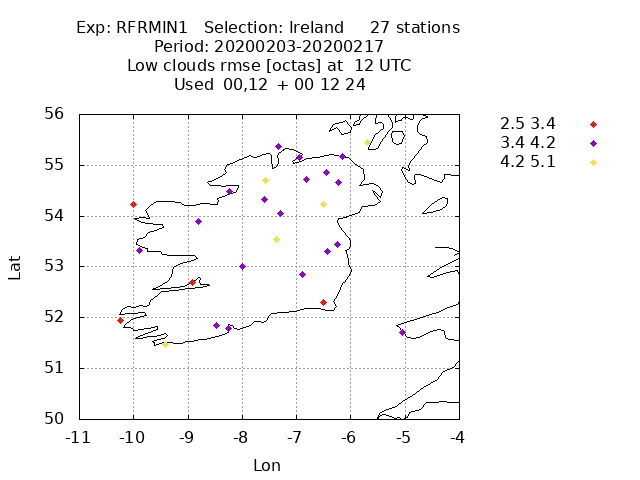 Exp: RFRMIN1   Selection: Ireland     27 stations
Period: 20200203-20200217
Low clouds rmse [octas] at  12 UTC
Used  00,12  + 00 12 24
2.5 3.4
3.4 4.2
4.2 5.1
56
55
54
53
52
51
50
Lat
-11 -10 -9 -8 -7 -6 -5 -4
Lon